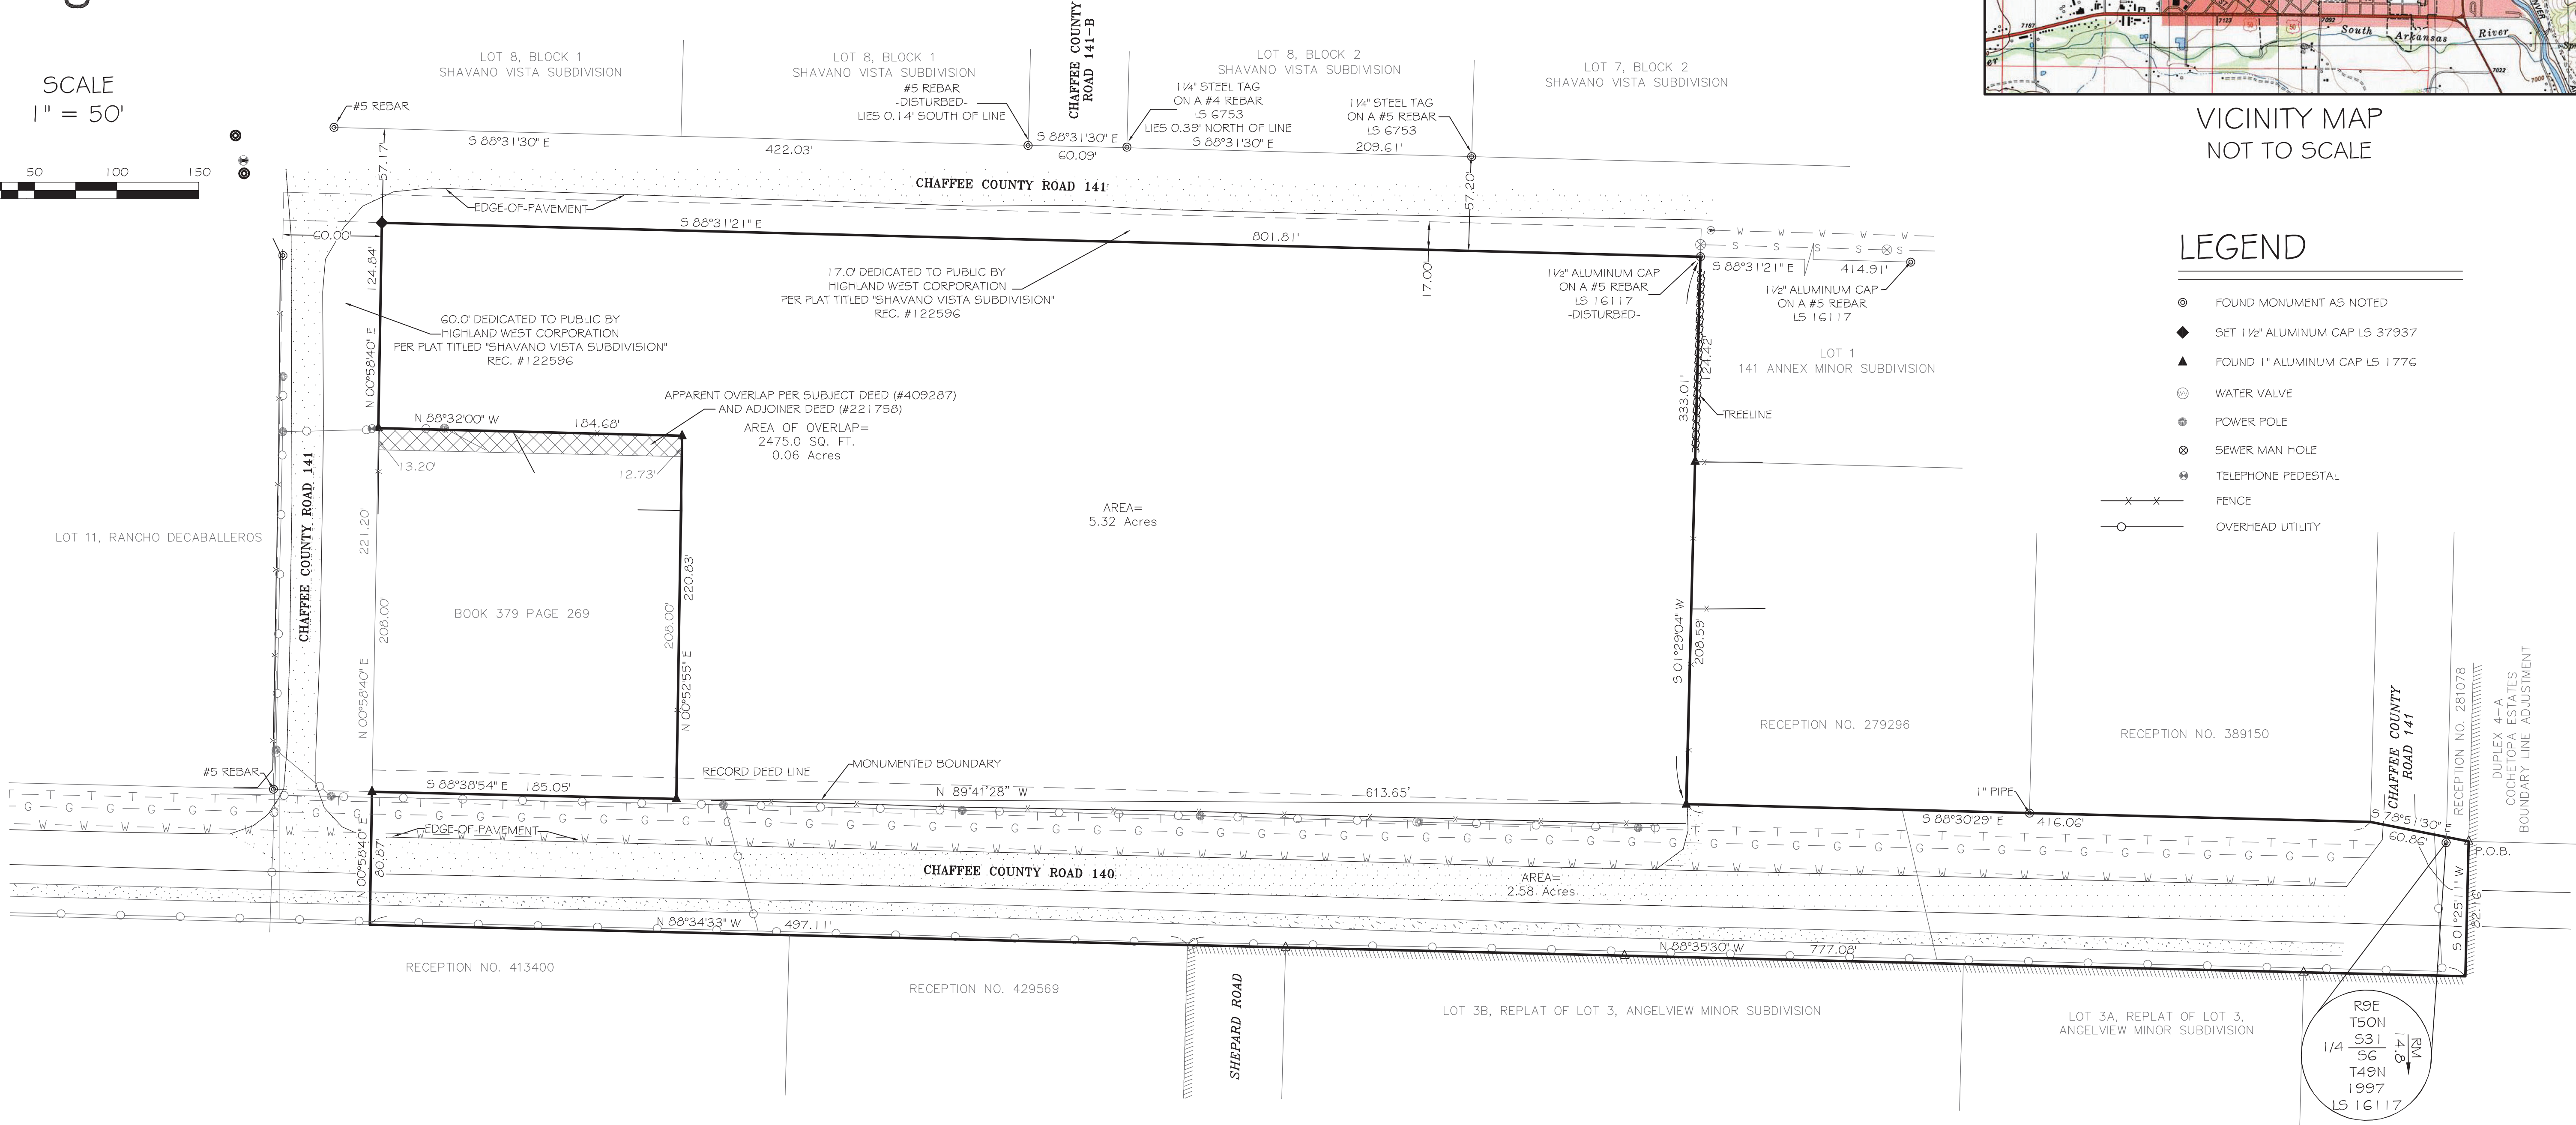 SCALE
1" = 50'
50 100 150
LOT 8, BLOCK 1
SHAVANO VISTA SUBDIVISION
LOT 8, BLOCK 1
SHAVANO VISTA SUBDIVISION
CHAFFEE COUNTY
ROAD 141-B
LOT 8, BLOCK 2
SHAVANO VISTA SUBDIVISION
LOT 7, BLOCK 2
SHAVANO VISTA SUBDIVISION
#5 REBAR
#5 REBAR
-DISTURBED-
LIES 0.14' SOUTH OF LINE
1¼" STEEL TAG
ON A #4 REBAR
LS 6753
LIES 0.39' NORTH OF LINE
1¼" STEEL TAG
ON A #5 REBAR
LS 6753
S 88°31'30" E
422.03'
S 88°31'30" E
60.09'
S 88°31'30" E
209.61'
57.17'
57.20'
CHAFFEE COUNTY ROAD 141
EDGE-OF-PAVEMENT
60.00'
S 88°31'21" E
801.81'
17.00'
124.84'
N 00°58'40" E
17.0' DEDICATED TO PUBLIC BY
HIGHLAND WEST CORPORATION
PER PLAT TITLED "SHAVANO VISTA SUBDIVISION"
REC. #122596
60.0' DEDICATED TO PUBLIC BY
HIGHLAND WEST CORPORATION
PER PLAT TITLED "SHAVANO VISTA SUBDIVISION"
REC. #122596
1½" ALUMINUM CAP
ON A #5 REBAR
LS 16117
-DISTURBED-
W W W W W
S S S S S S
S 88°31'21" E
414.91'
1½" ALUMINUM CAP
ON A #5 REBAR
LS 16117
LOT 1
141 ANNEX MINOR SUBDIVISION
124.42'
333.01'
TREELINE
APPARENT OVERLAP PER SUBJECT DEED (#409287)
AND ADJOINER DEED (#221758)
AREA OF OVERLAP=
2475.0 SQ. FT.
0.06 Acres
N 88°32'00" W
184.68'
13.20'
12.73'
CHAFFEE COUNTY ROAD 141
LOT 11, RANCHO DECABALLEROS
221.20'
208.00'
N 00°58'40" E
BOOK 379 PAGE 269
208.00'
220.83'
N 00°52'55" E
AREA=
5.32 Acres
S 01°29'04" W
208.59'
RECEPTION NO. 279296
RECEPTION NO. 389150
CHAFFEE COUNTY
ROAD 141
RECEPTION NO. 281078
DUPLEX 4-A
COCHETOPA ESTATES
BOUNDARY LINE ADJUSTMENT
#5 REBAR
S 88°38'54" E
185.05'
RECORD DEED LINE
MONUMENTED BOUNDARY
N 89°41'28" W
613.65'
1" PIPE
S 88°30'29" E
416.06'
S 78°51'30" E
60.86'
P.O.B.
N 00°58'40" E
80.87'
EDGE-OF-PAVEMENT
CHAFFEE COUNTY ROAD 140
AREA=
2.58 Acres
S 01°25'11" W
82.16'
N 88°34'33" W
497.11'
N 88°35'30" W
777.08'
RECEPTION NO. 413400
RECEPTION NO. 429569
SHEPARD ROAD
LOT 3B, REPLAT OF LOT 3, ANGELVIEW MINOR SUBDIVISION
LOT 3A, REPLAT OF LOT 3,
ANGELVIEW MINOR SUBDIVISION
R9E
T50N
S31
1/4
S6
T49N
1997
LS 16117
RM
14.8
South Arkansas River
7187
7123
7092
7022
7000
50
50
VICINITY MAP
NOT TO SCALE
LEGEND
FOUND MONUMENT AS NOTED
SET 1½" ALUMINUM CAP LS 37937
FOUND 1" ALUMINUM CAP LS 1776
WATER VALVE
POWER POLE
SEWER MAN HOLE
TELEPHONE PEDESTAL
FENCE
OVERHEAD UTILITY